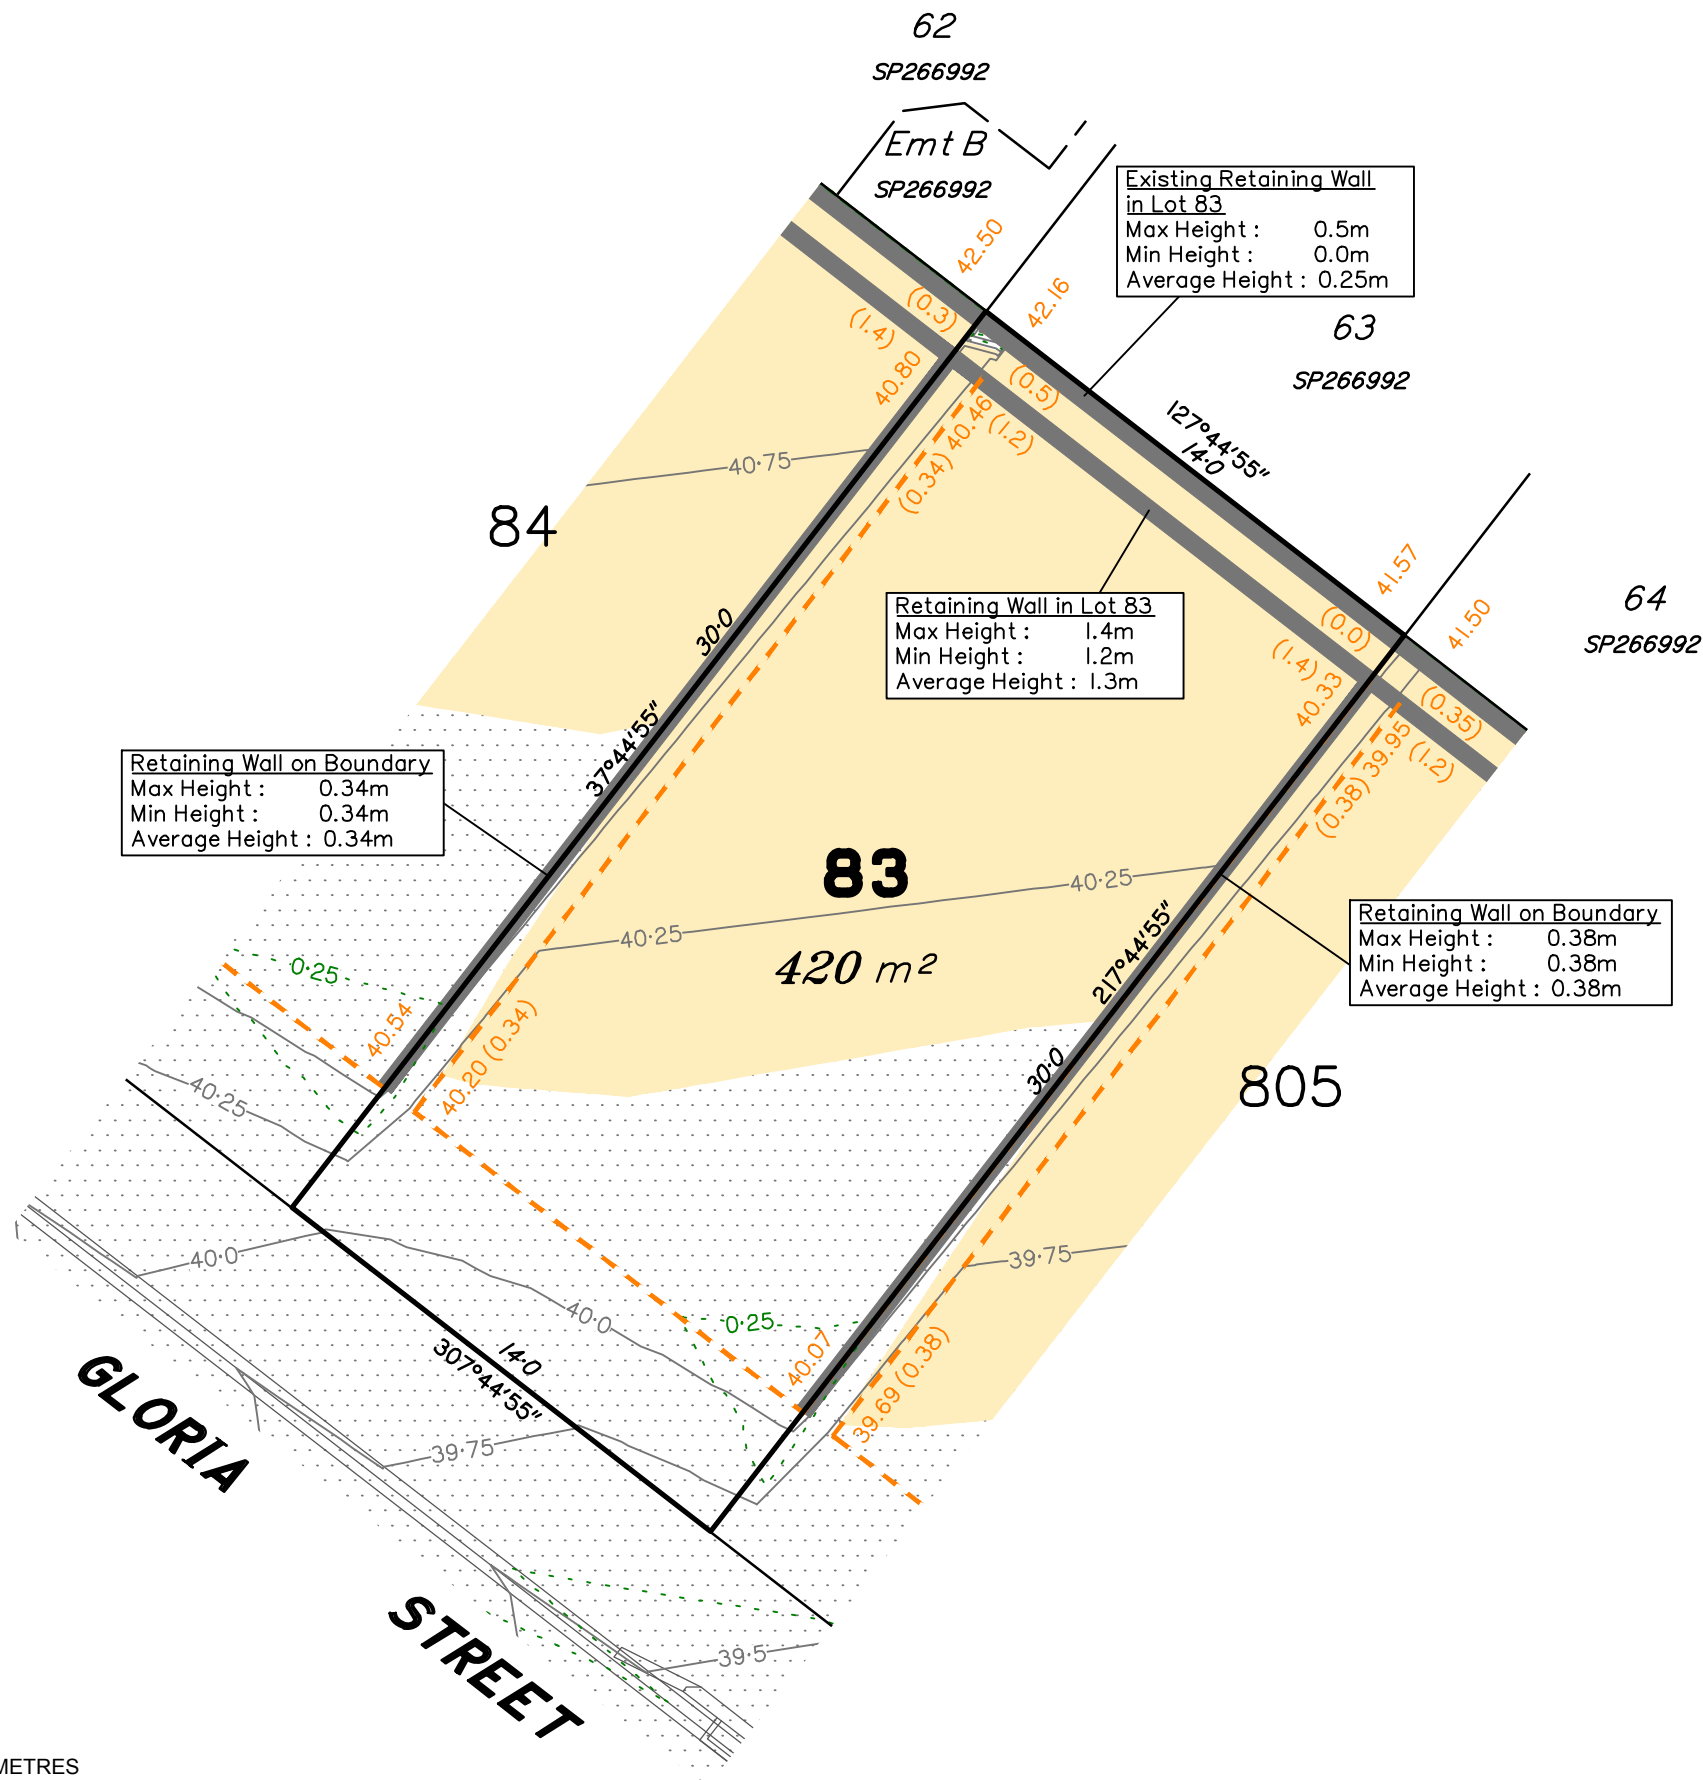 62
SP266992
Emt B
SP266992
Existing Retaining Wall
in Lot 83
Max Height : 0.5m
Min Height : 0.0m
Average Height : 0.25m
42.50
42.16
63
SP266992
(0.3)
(1.4)
40.80
(0.5)
(1.2)
(0.34) 40.46
127°44'55"
14·0
40·75
84
41.57
41.50
64
SP266992
Retaining Wall in Lot 83
Max Height : 1.4m
Min Height : 1.2m
Average Height : 1.3m
(0.0)
(1.4)
40.33
(0.35)
(1.2)
(0.38) 39.95
30·0
37°44'55"
Retaining Wall on Boundary
Max Height : 0.34m
Min Height : 0.34m
Average Height : 0.34m
83
420 m²
40·25
40·25
217°44'55"
30·0
Retaining Wall on Boundary
Max Height : 0.38m
Min Height : 0.38m
Average Height : 0.38m
0·25
40.54
40.20 (0.34)
805
40·25
40·0
40·0
39·75
0·25
40.07
39.69 (0.38)
14·0
307°44'55"
39·75
GLORIA
STREET
39·5
METRES